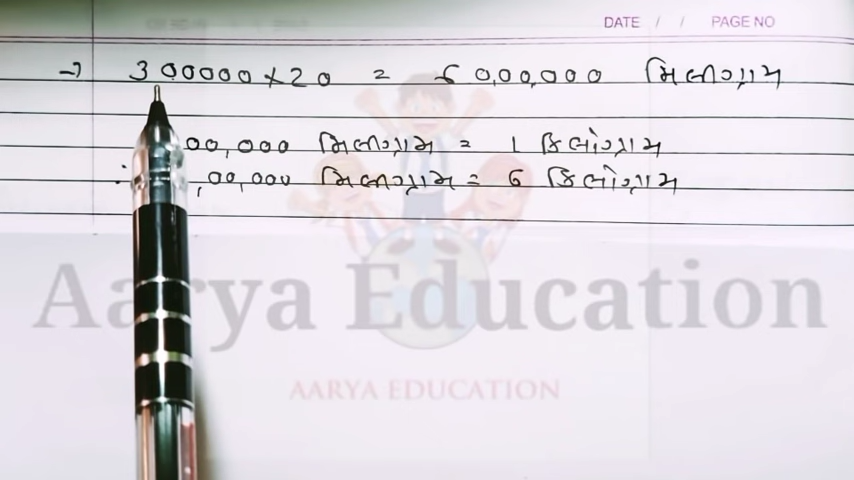 DATE / / PAGE NO
→ 300000 × 20 = 60,00,000 મિલીગ્રામ
00,000 મિલીગ્રામ = 1 કિલોગ્રામ
∴ ,00,000 મિલીગ્રામ = 6 કિલોગ્રામ
Aarya Education
AARYA EDUCATION